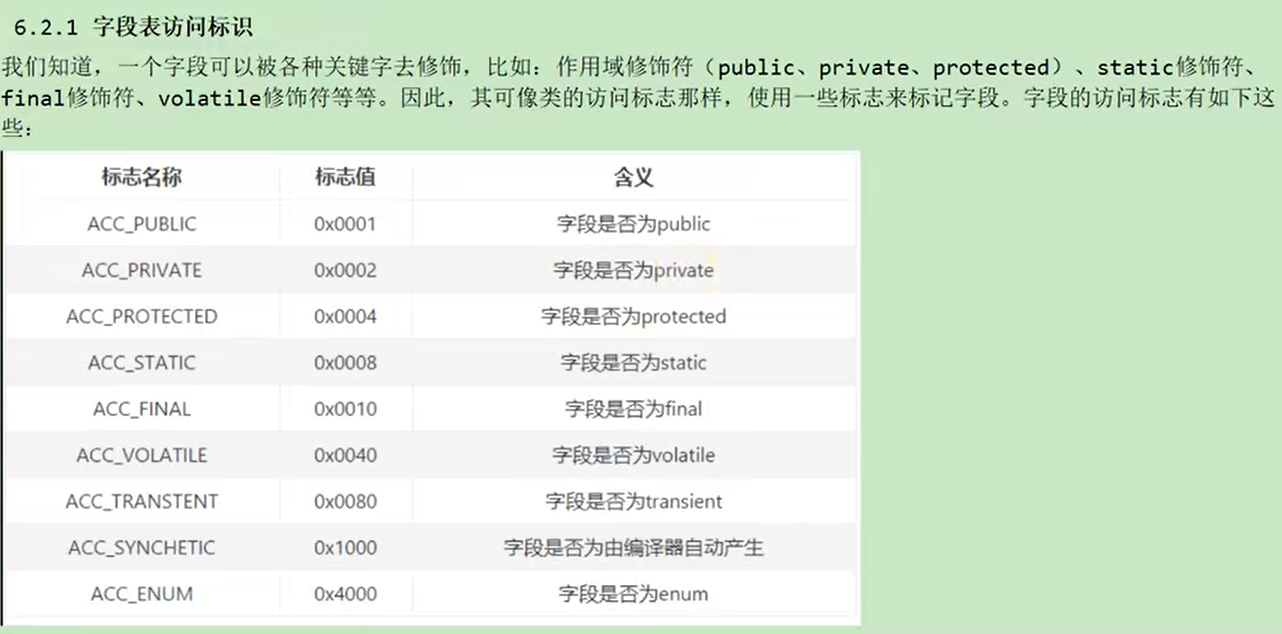 6.2.1 字段表访问标识
我们知道，一个字段可以被各种关键字去修饰，比如：作用域修饰符（public、private、protected）、static修饰符、
final修饰符、volatile修饰符等等。因此，其可像类的访问标志那样，使用一些标志来标记字段。字段的访问标志有如下这
些：
标志名称 标志值 含义
ACC_PUBLIC 0x0001 字段是否为public
ACC_PRIVATE 0x0002 字段是否为private
ACC_PROTECTED 0x0004 字段是否为protected
ACC_STATIC 0x0008 字段是否为static
ACC_FINAL 0x0010 字段是否为final
ACC_VOLATILE 0x0040 字段是否为volatile
ACC_TRANSTENT 0x0080 字段是否为transient
ACC_SYNCHETIC 0x1000 字段是否为由编译器自动产生
ACC_ENUM 0x4000 字段是否为enum